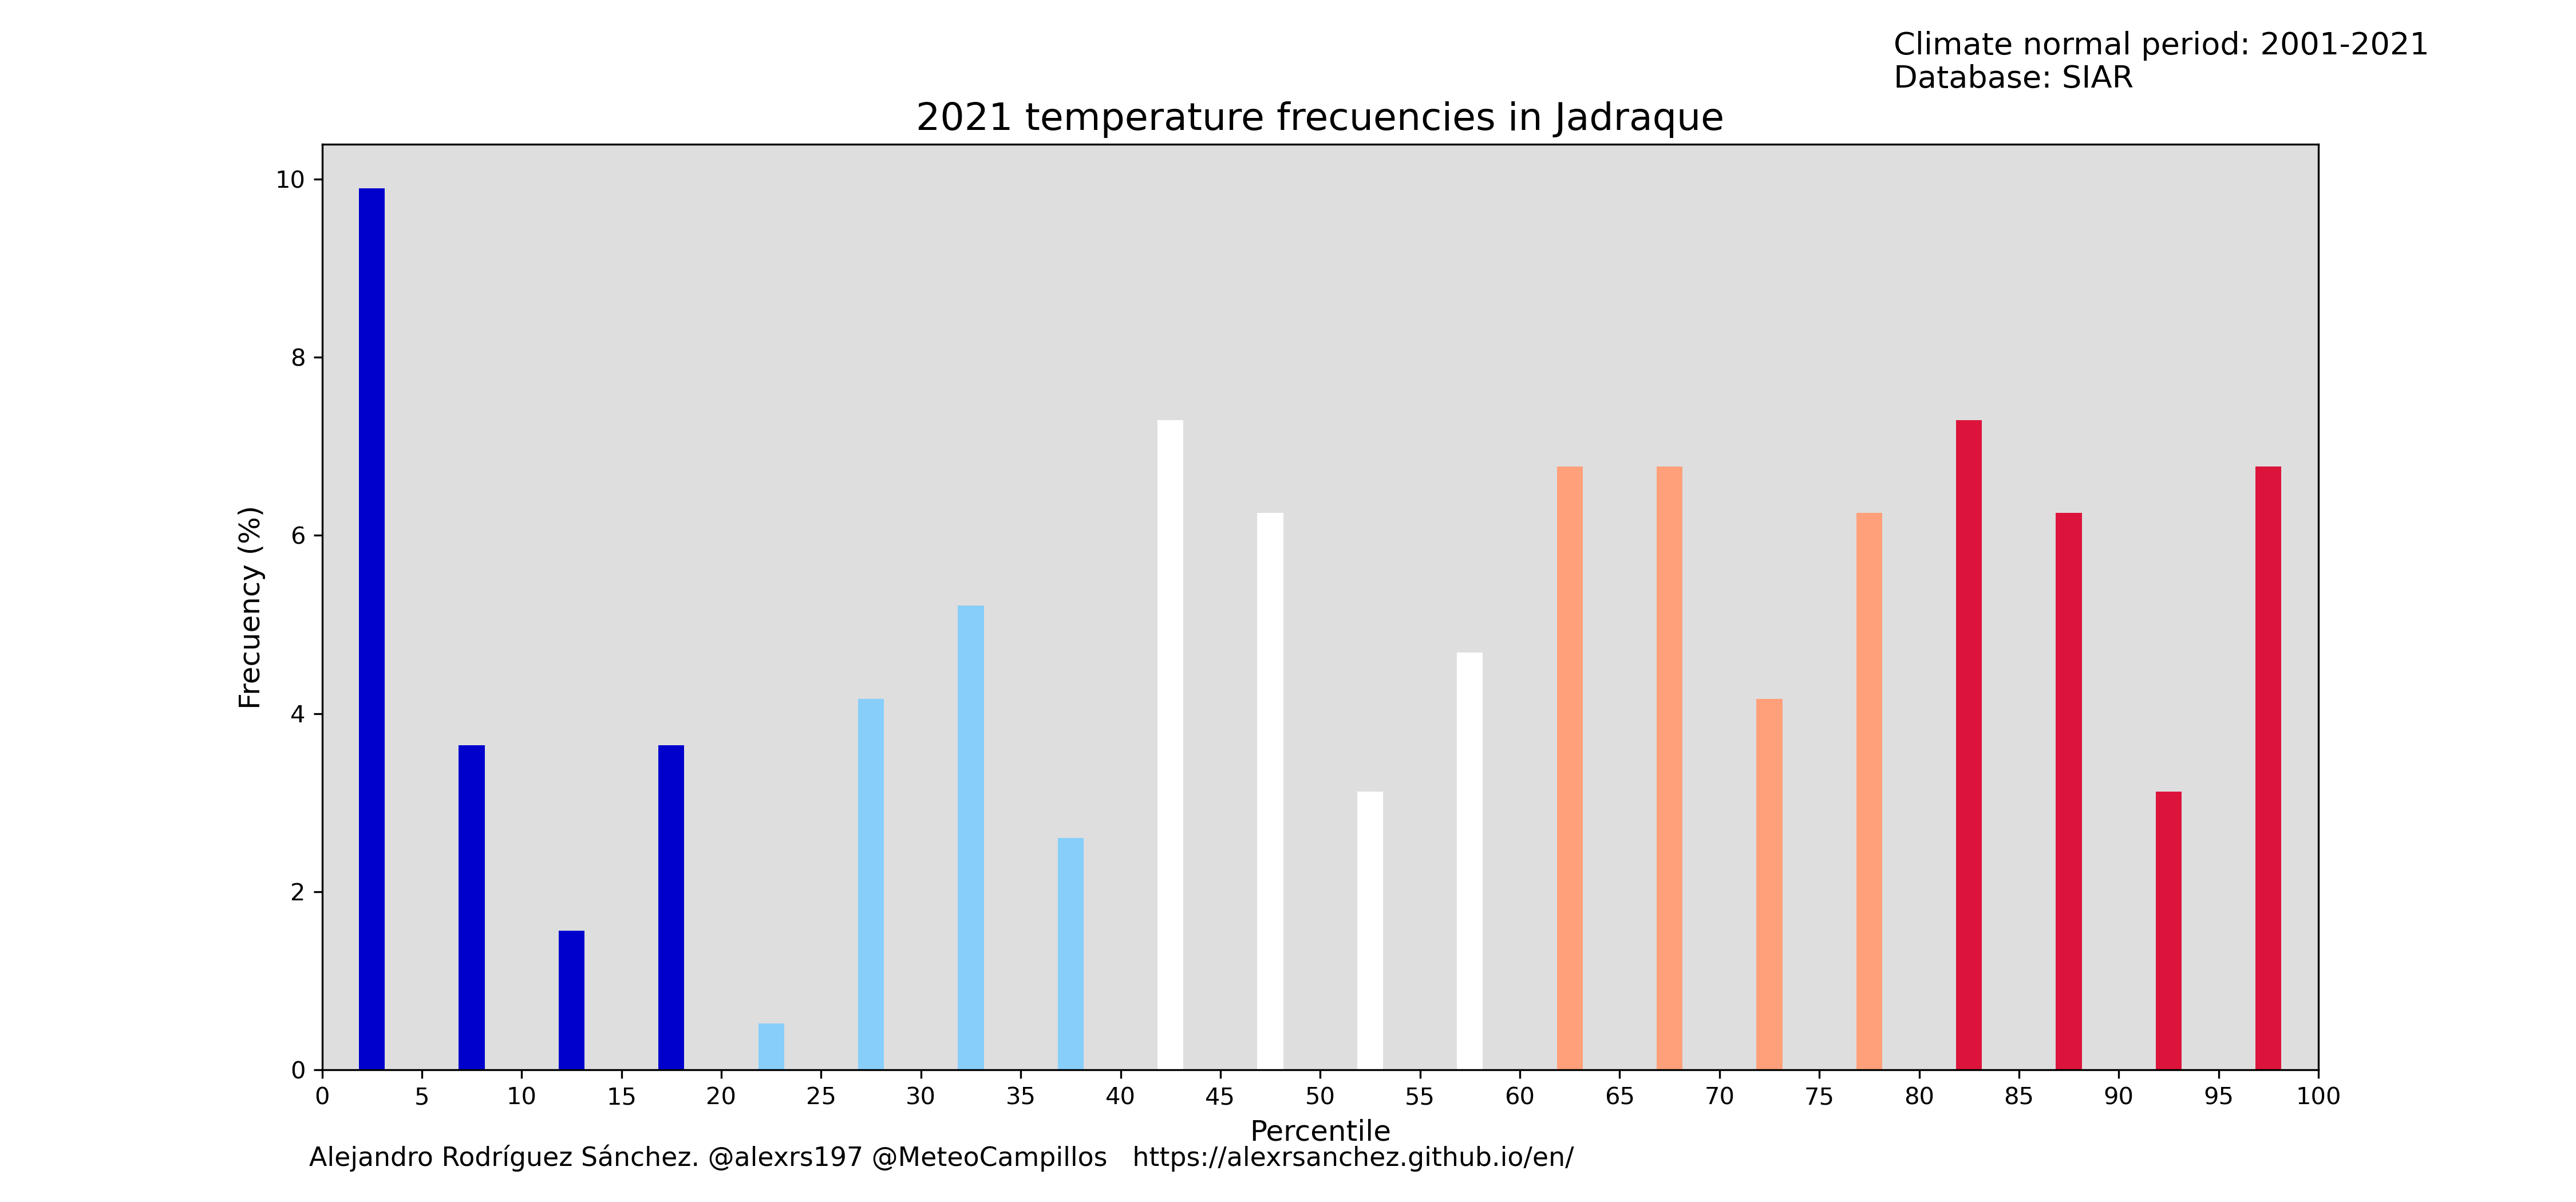 Climate normal period: 2001-2021
Database: SIAR
2021 temperature frecuencies in Jadraque
10
8
6
4
2
0
Frecuency (%)
0 5 10 15 20 25 30 35 40 45 50 55 60 65 70 75 80 85 90 95 100
Percentile
Alejandro Rodríguez Sánchez. @alexrs197 @MeteoCampillos https://alexrsanchez.github.io/en/